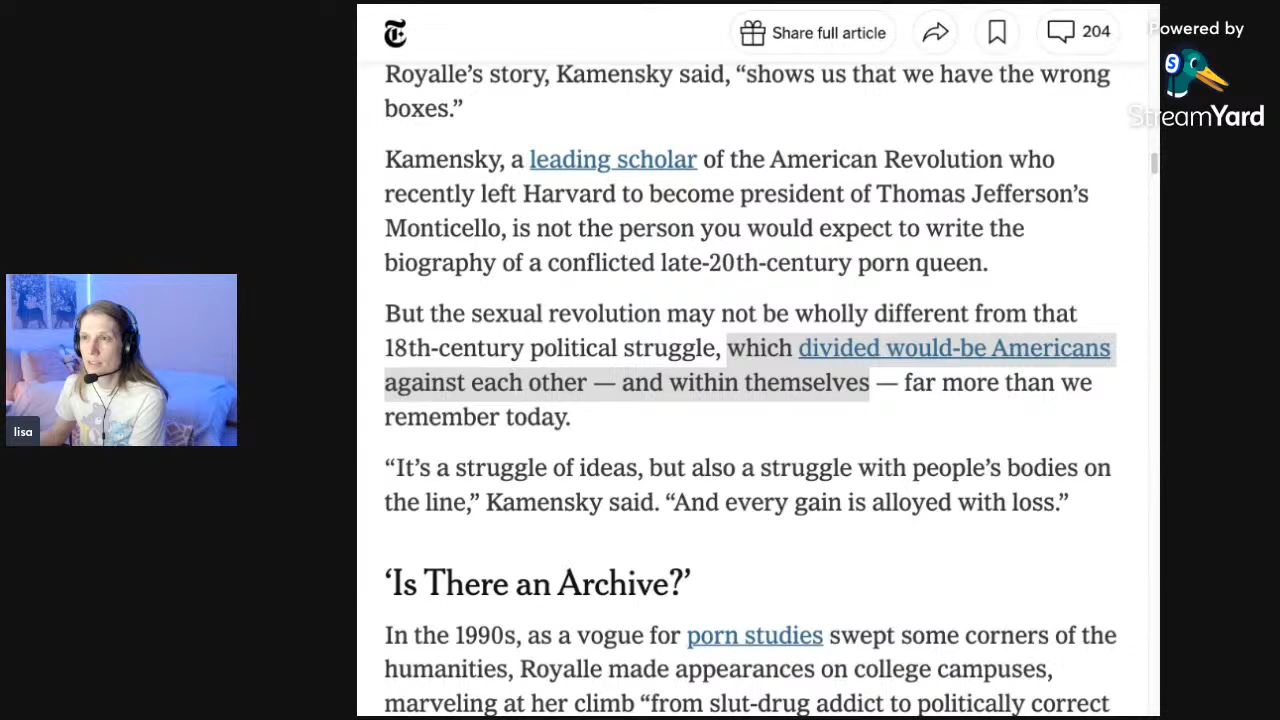 Share full article
204
Powered by
StreamYard
Royalle’s story, Kamensky said, “shows us that we have the wrong
boxes.”
Kamensky, a leading scholar of the American Revolution who
recently left Harvard to become president of Thomas Jefferson’s
Monticello, is not the person you would expect to write the
biography of a conflicted late-20th-century porn queen.
But the sexual revolution may not be wholly different from that
18th-century political struggle, which divided would-be Americans
against each other — and within themselves — far more than we
remember today.
“It’s a struggle of ideas, but also a struggle with people’s bodies on
the line,” Kamensky said. “And every gain is alloyed with loss.”
‘Is There an Archive?’
In the 1990s, as a vogue for porn studies swept some corners of the
humanities, Royalle made appearances on college campuses,
marveling at her climb “from slut-drug addict to politically correct
lisa